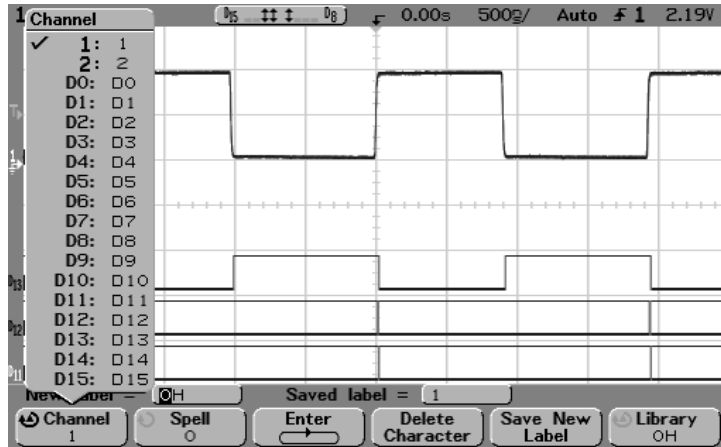 1 D15 D8 0.00s 500µ/ Auto 1 2.19V
Channel
1: 1
2: 2
D0: D0
D1: D1
D2: D2
D3: D3
D4: D4
D5: D5
D6: D6
D7: D7
D8: D8
D9: D9
D10: D10
D11: D11
D12: D12
D13: D13
D14: D14
D15: D15
D13
D12
D11
New label = OH Saved label = 1
Channel
1
Spell
O
Enter
Delete
Character
Save New
Label
Library
OH